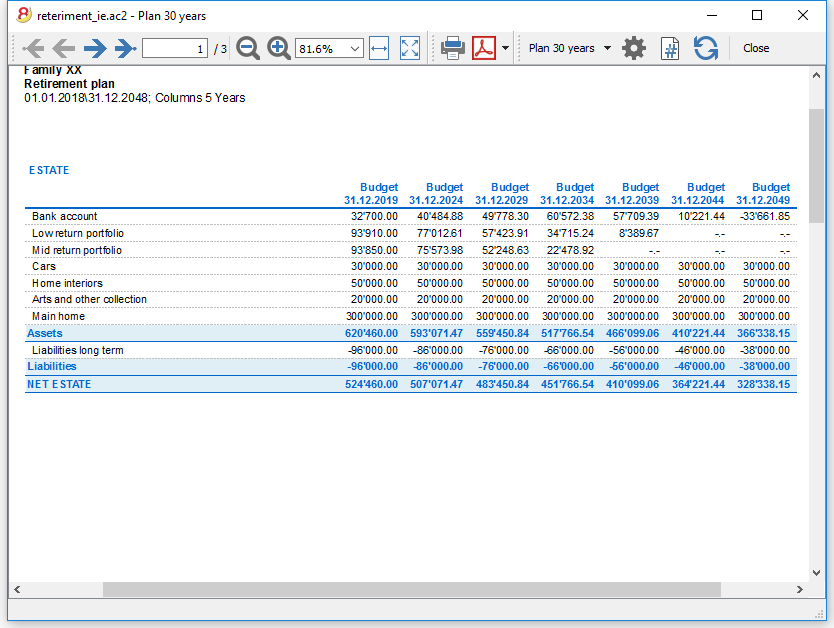 reteriment_ie.ac2 - Plan 30 years
1 / 3 81.6% Plan 30 years Close
Family XX
Retirement plan
01.01.2018\31.12.2048; Columns 5 Years
ESTATE
Budget Budget Budget Budget Budget Budget Budget
31.12.2019 31.12.2024 31.12.2029 31.12.2034 31.12.2039 31.12.2044 31.12.2049
Bank account 32'700.00 40'484.88 49'778.30 60'572.38 57'709.39 10'221.44 -33'661.85
Low return portfolio 93'910.00 77'012.61 57'423.91 34'715.24 8'389.67 -.- -.-
Mid return portfolio 93'850.00 75'573.98 52'248.63 22'478.92 -.- -.- -.-
Cars 30'000.00 30'000.00 30'000.00 30'000.00 30'000.00 30'000.00 30'000.00
Home interiors 50'000.00 50'000.00 50'000.00 50'000.00 50'000.00 50'000.00 50'000.00
Arts and other collection 20'000.00 20'000.00 20'000.00 20'000.00 20'000.00 20'000.00 20'000.00
Main home 300'000.00 300'000.00 300'000.00 300'000.00 300'000.00 300'000.00 300'000.00
Assets 620'460.00 593'071.47 559'450.84 517'766.54 466'099.06 410'221.44 366'338.15
Liabilities long term -96'000.00 -86'000.00 -76'000.00 -66'000.00 -56'000.00 -46'000.00 -38'000.00
Liabilities -96'000.00 -86'000.00 -76'000.00 -66'000.00 -56'000.00 -46'000.00 -38'000.00
NET ESTATE 524'460.00 507'071.47 483'450.84 451'766.54 410'099.06 364'221.44 328'338.15